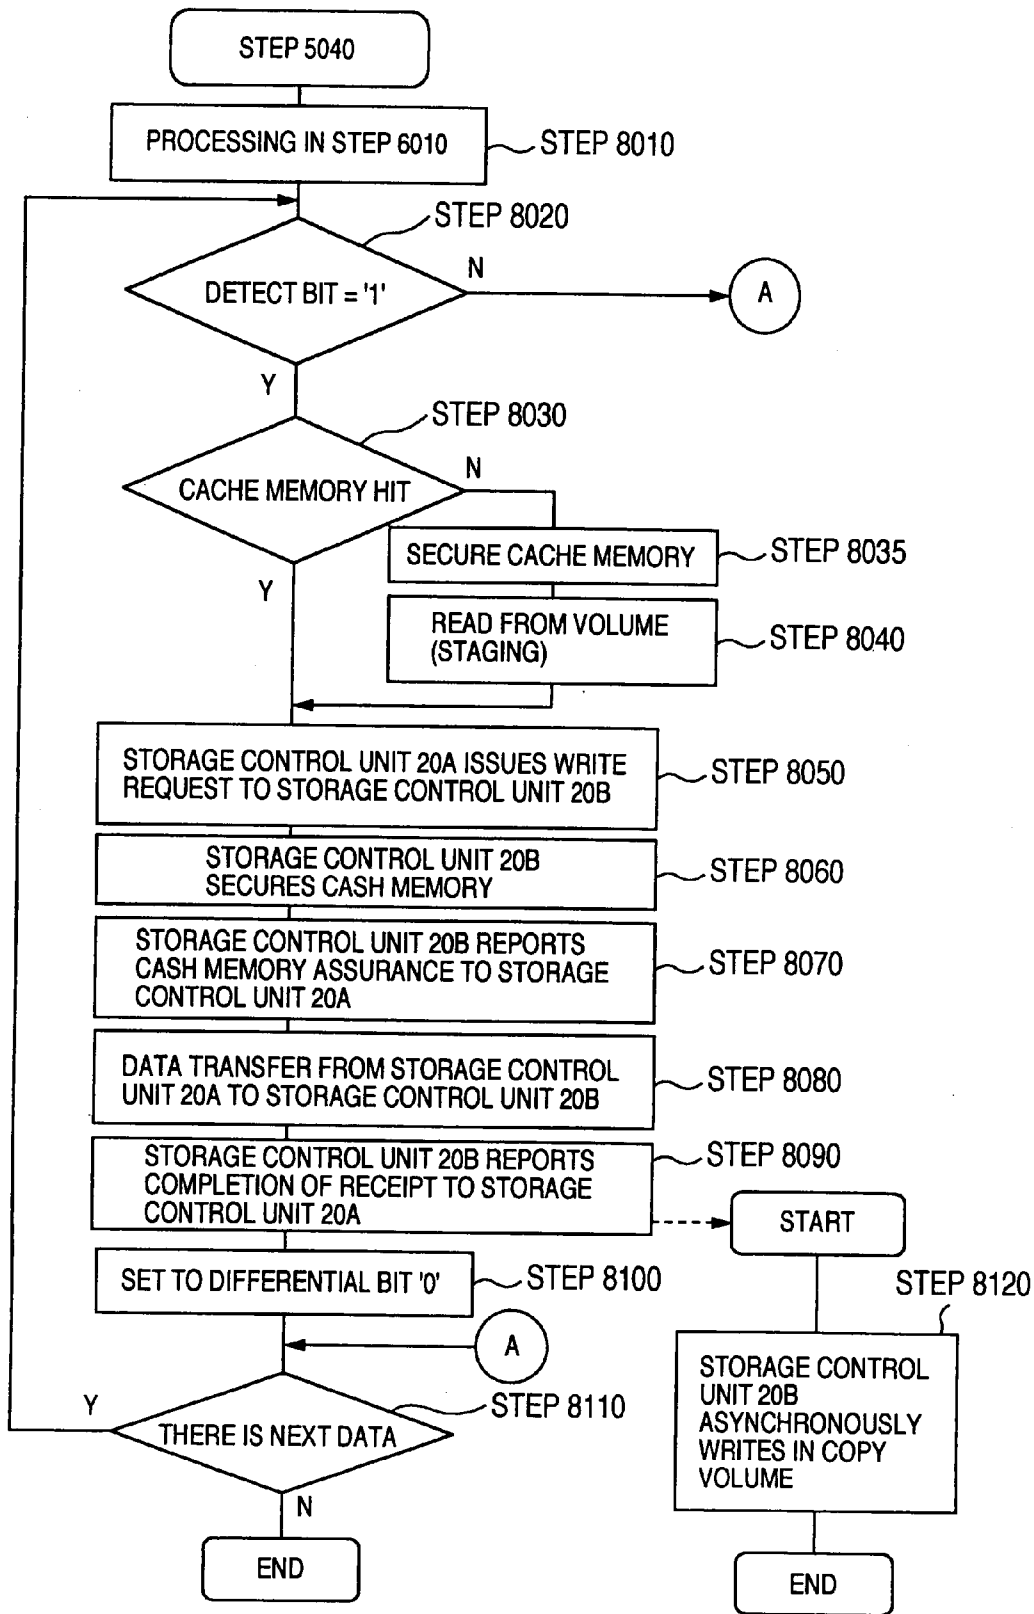 STEP 5040
PROCESSING IN STEP 6010
STEP 8010
STEP 8020
DETECT BIT = '1'
N
A
Y
STEP 8030
CACHE MEMORY HIT
N
SECURE CACHE MEMORY
STEP 8035
Y
READ FROM VOLUME
(STAGING)
STEP 8040
STORAGE CONTROL UNIT 20A ISSUES WRITE
REQUEST TO STORAGE CONTROL UNIT 20B
STEP 8050
STORAGE CONTROL UNIT 20B
SECURES CASH MEMORY
STEP 8060
STORAGE CONTROL UNIT 20B REPORTS
CASH MEMORY ASSURANCE TO STORAGE
CONTROL UNIT 20A
STEP 8070
DATA TRANSFER FROM STORAGE CONTROL
UNIT 20A TO STORAGE CONTROL UNIT 20B
STEP 8080
STORAGE CONTROL UNIT 20B REPORTS
COMPLETION OF RECEIPT TO STORAGE
CONTROL UNIT 20A
STEP 8090
START
SET TO DIFFERENTIAL BIT '0'
STEP 8100
STEP 8120
A
STORAGE CONTROL
UNIT 20B
ASYNCHRONOUSLY
WRITES IN COPY
VOLUME
Y
STEP 8110
THERE IS NEXT DATA
N
END
END